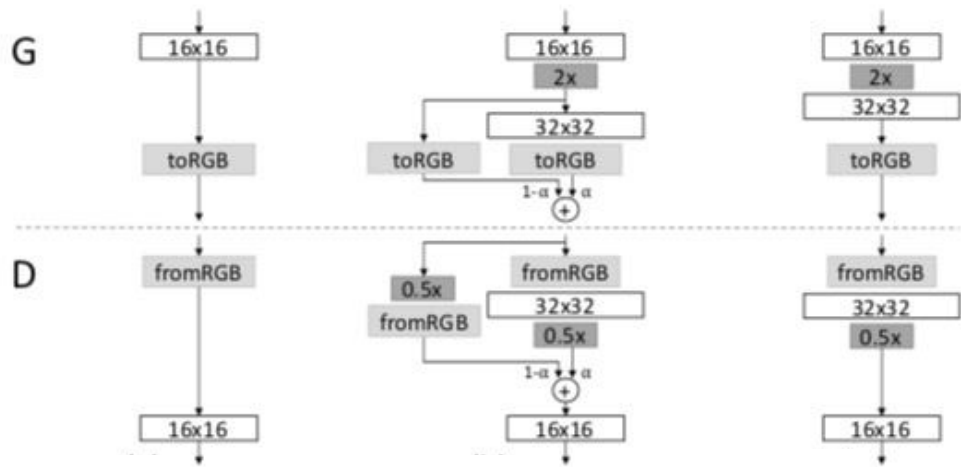 G
16x16
toRGB
16x16
2x
32x32
toRGB
toRGB
1-α
α
+
16x16
2x
32x32
toRGB
D
fromRGB
16x16
0.5x
fromRGB
fromRGB
32x32
0.5x
1-α
α
+
16x16
fromRGB
32x32
0.5x
16x16